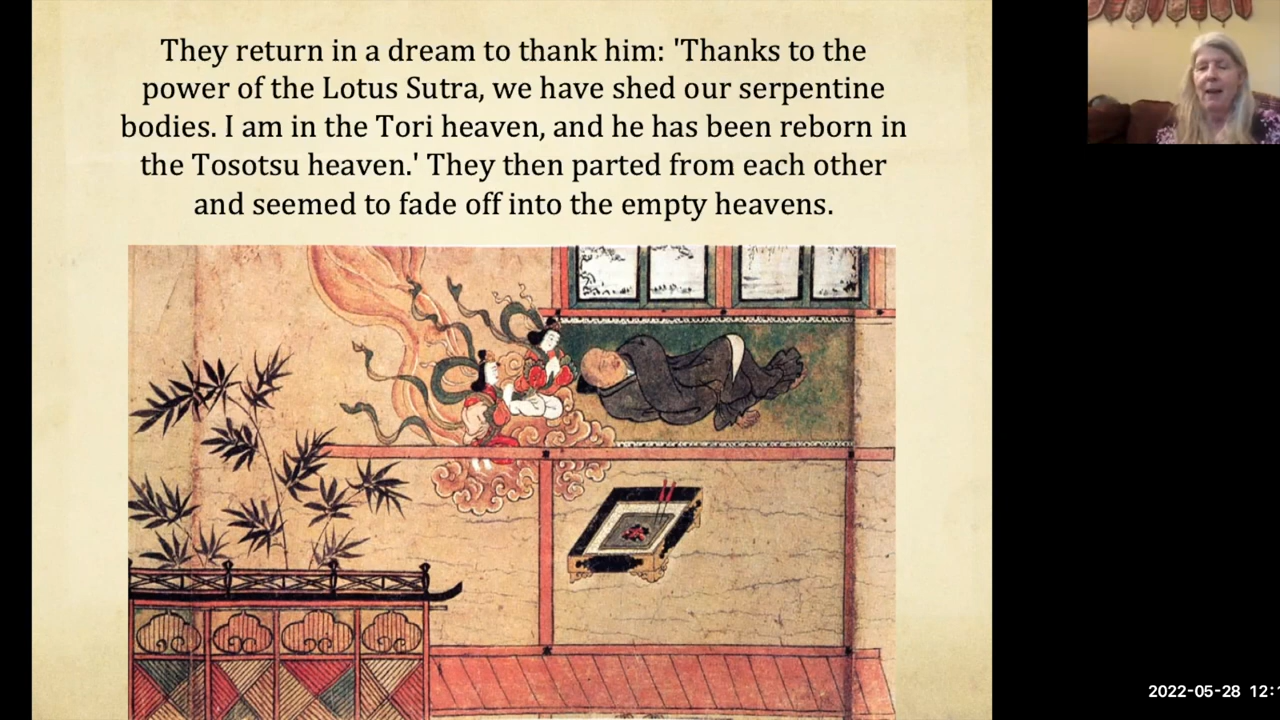 They return in a dream to thank him: 'Thanks to the
power of the Lotus Sutra, we have shed our serpentine
bodies. I am in the Tori heaven, and he has been reborn in
the Tosotsu heaven.' They then parted from each other
and seemed to fade off into the empty heavens.
2022-05-28